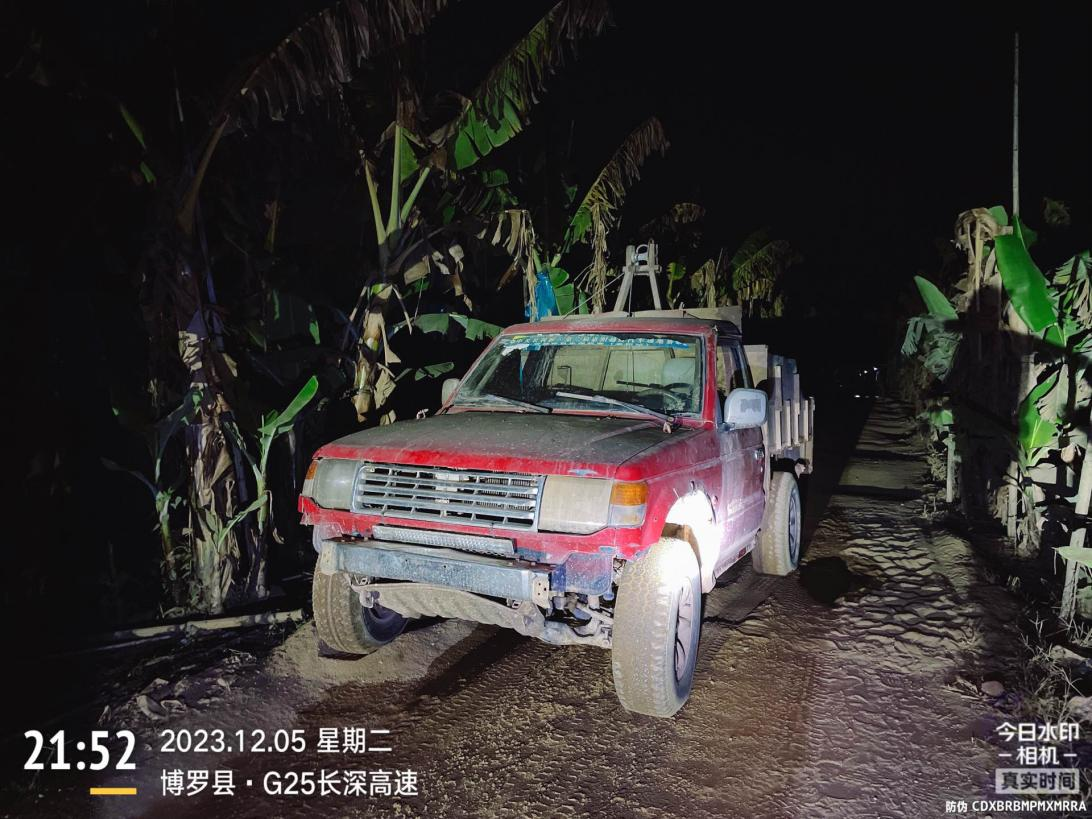 21:52
2023.12.05 星期二
博罗县·G25长深高速
今日水印
相机
真实时间
防伪 CDXBRBMPMXMRRA